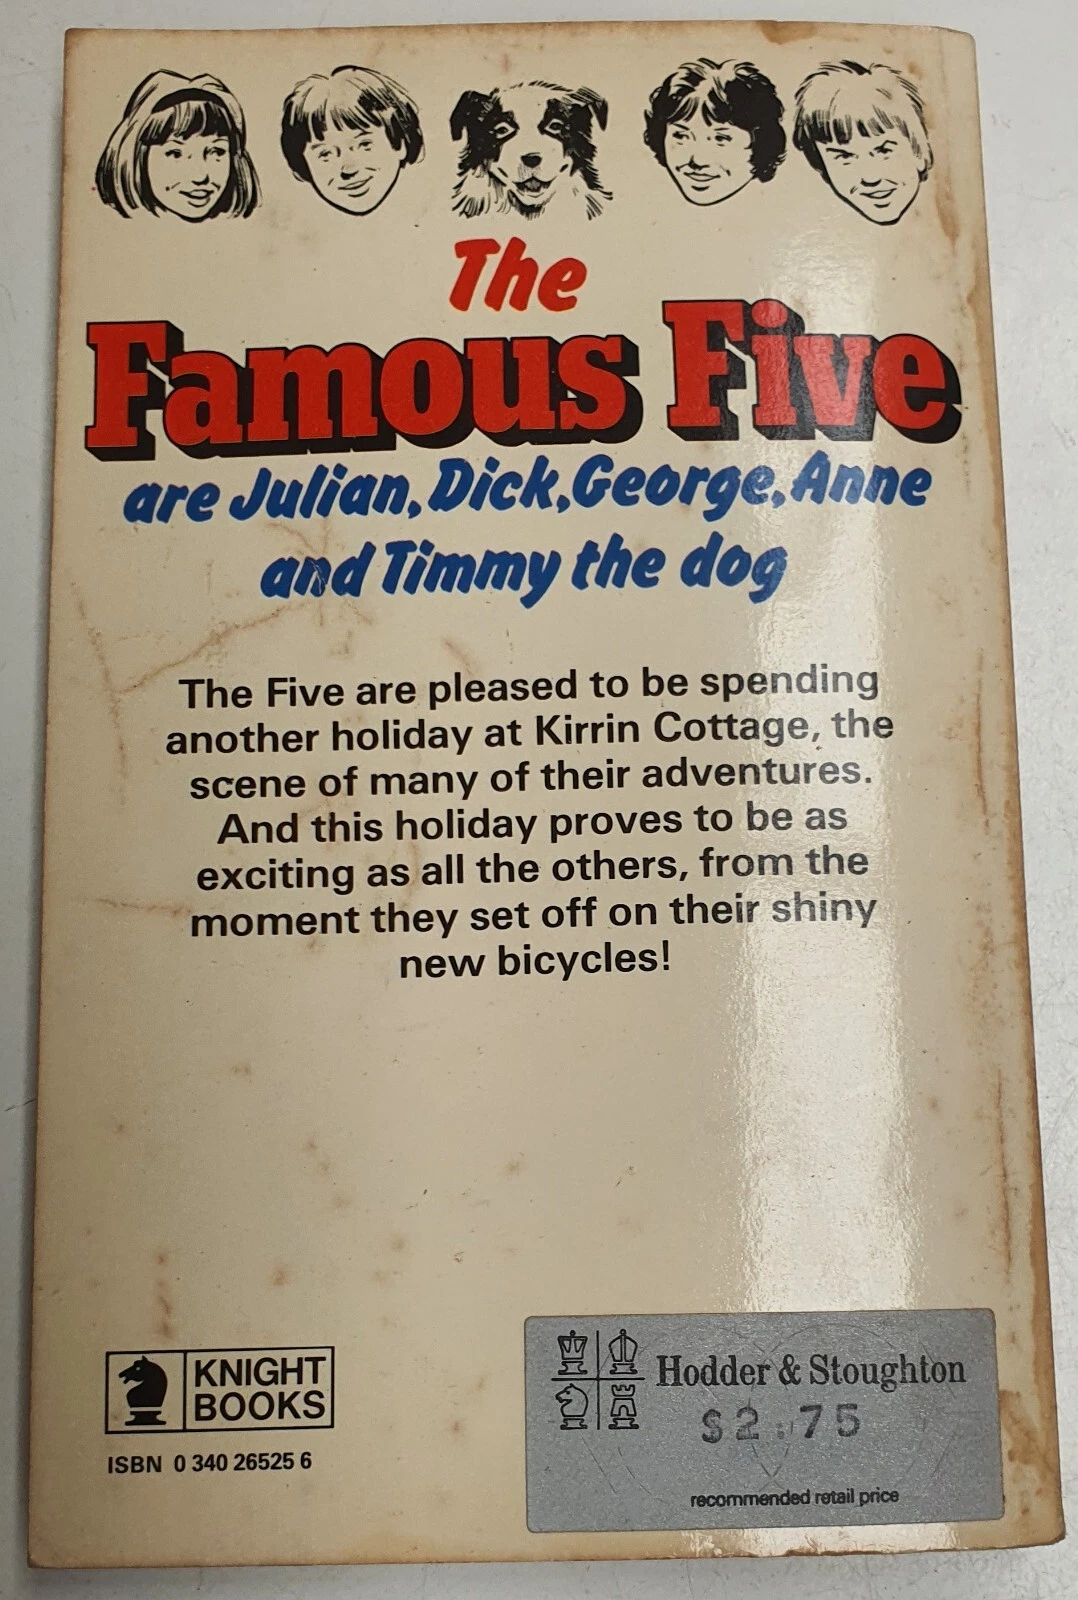 The
Famous Five
are Julian, Dick, George, Anne
and Timmy the dog
The Five are pleased to be spending
another holiday at Kirrin Cottage, the
scene of many of their adventures.
And this holiday proves to be as
exciting as all the others, from the
moment they set off on their shiny
new bicycles!
KNIGHT
BOOKS
ISBN 0 340 26525 6
Hodder & Stoughton
$2.75
recommended retail price